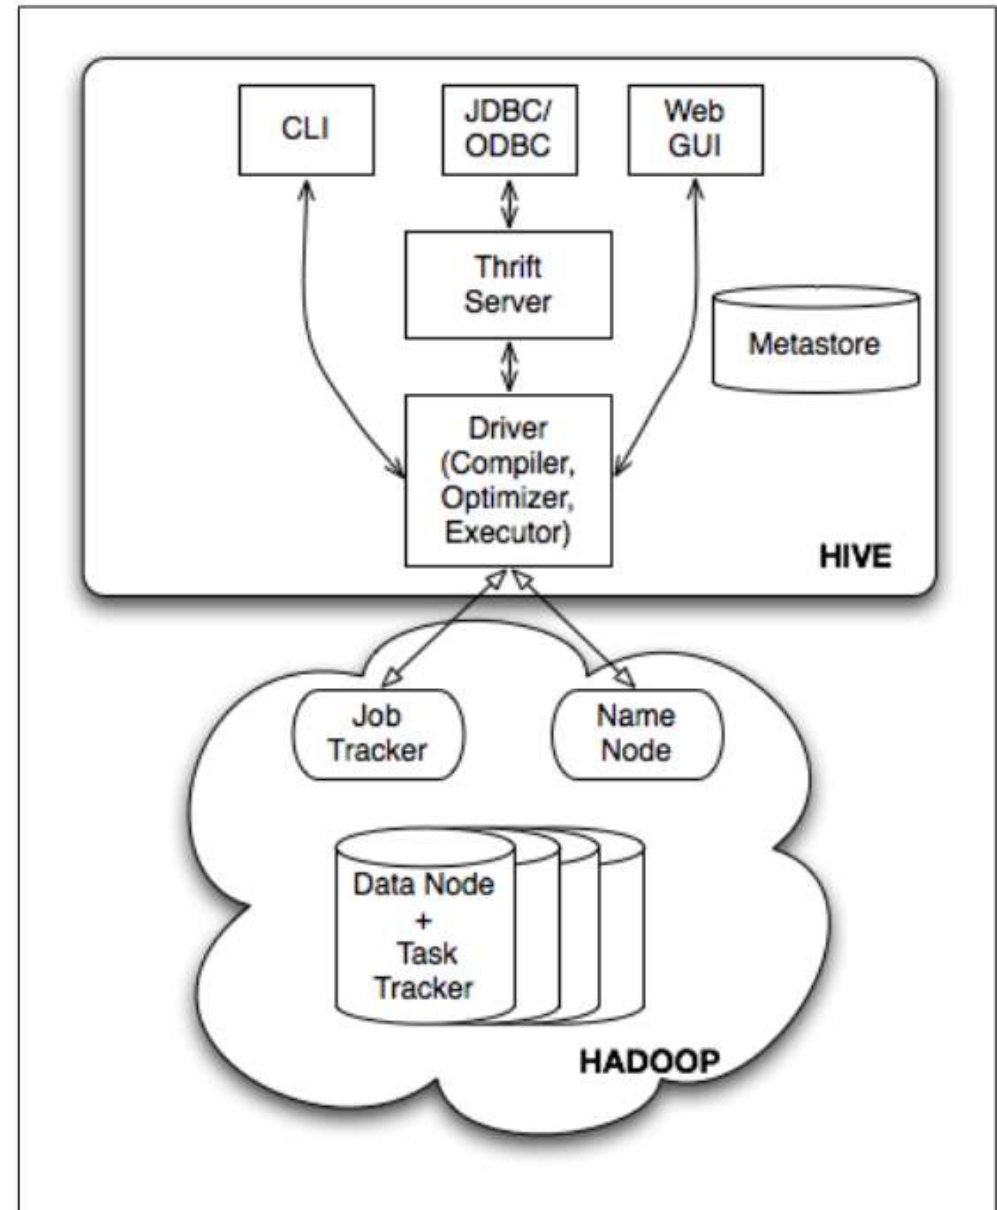 CLI
JDBC/
ODBC
Web
GUI
Thrift
Server
Metastore
Driver
(Compiler,
Optimizer,
Executor)
HIVE
Job
Tracker
Name
Node
Data Node
+
Task
Tracker
HADOOP